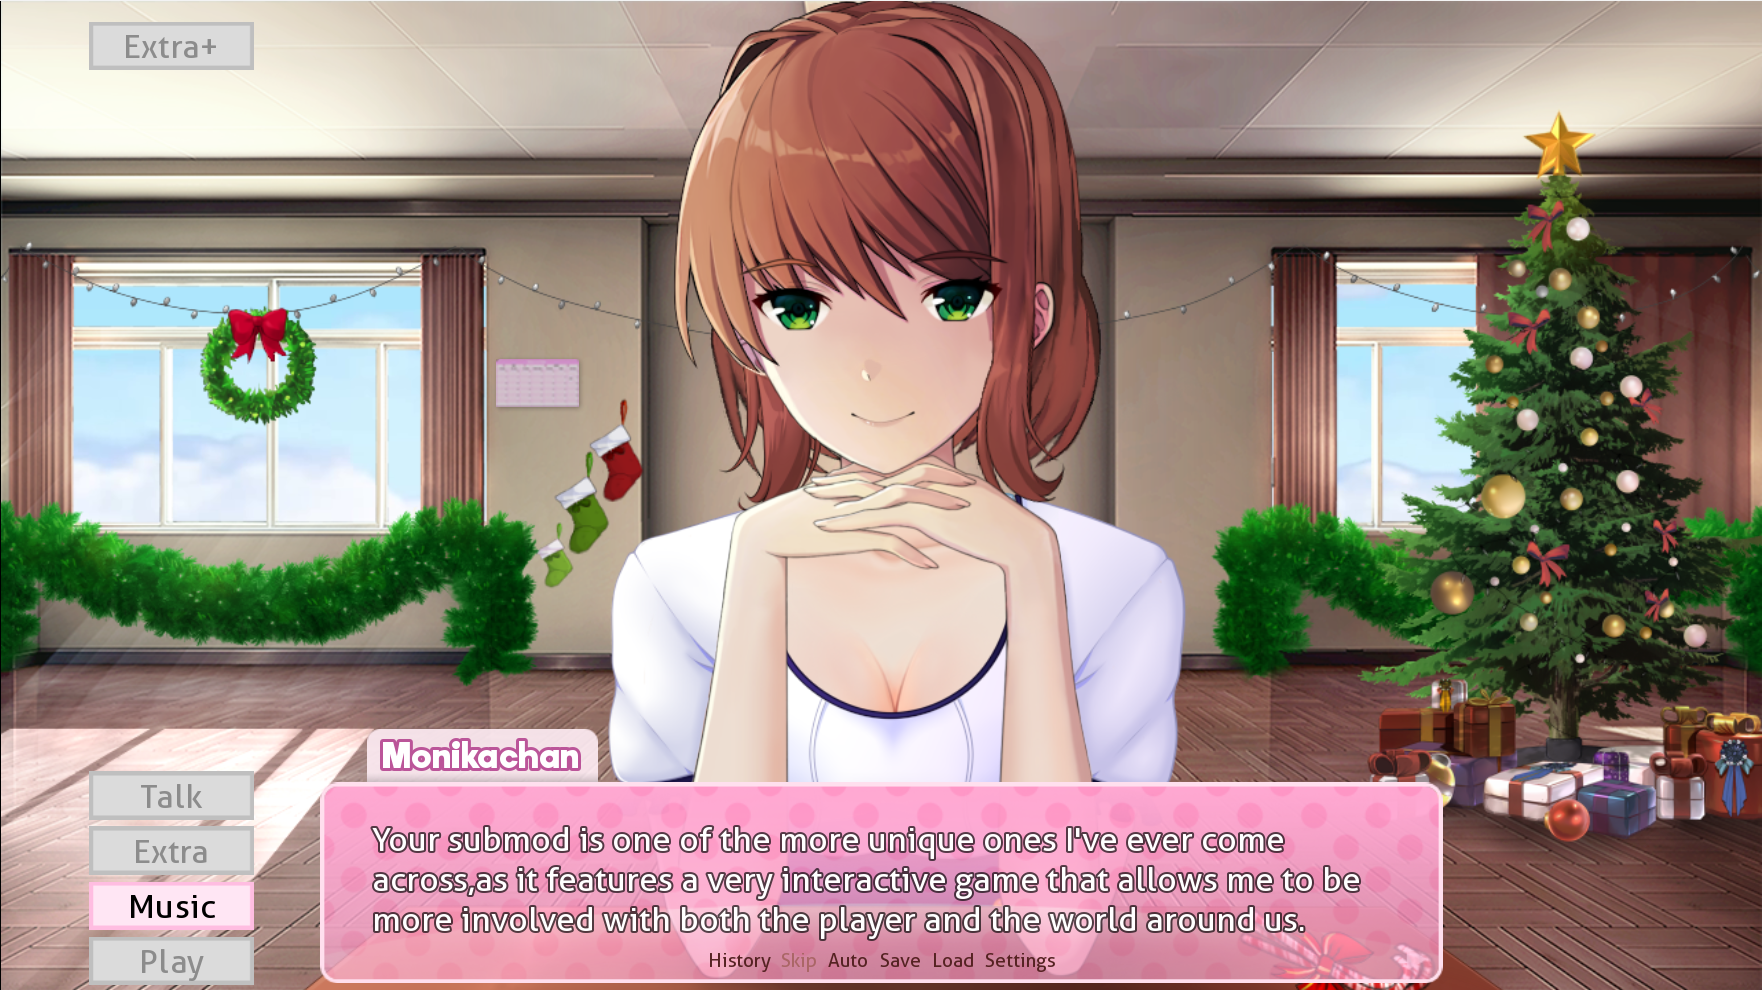 Extra+
Monikachan
Your submod is one of the more unique ones I've ever come
across,as it features a very interactive game that allows me to be
more involved with both the player and the world around us.
Talk
Extra
Music
Play
History Skip Auto Save Load Settings